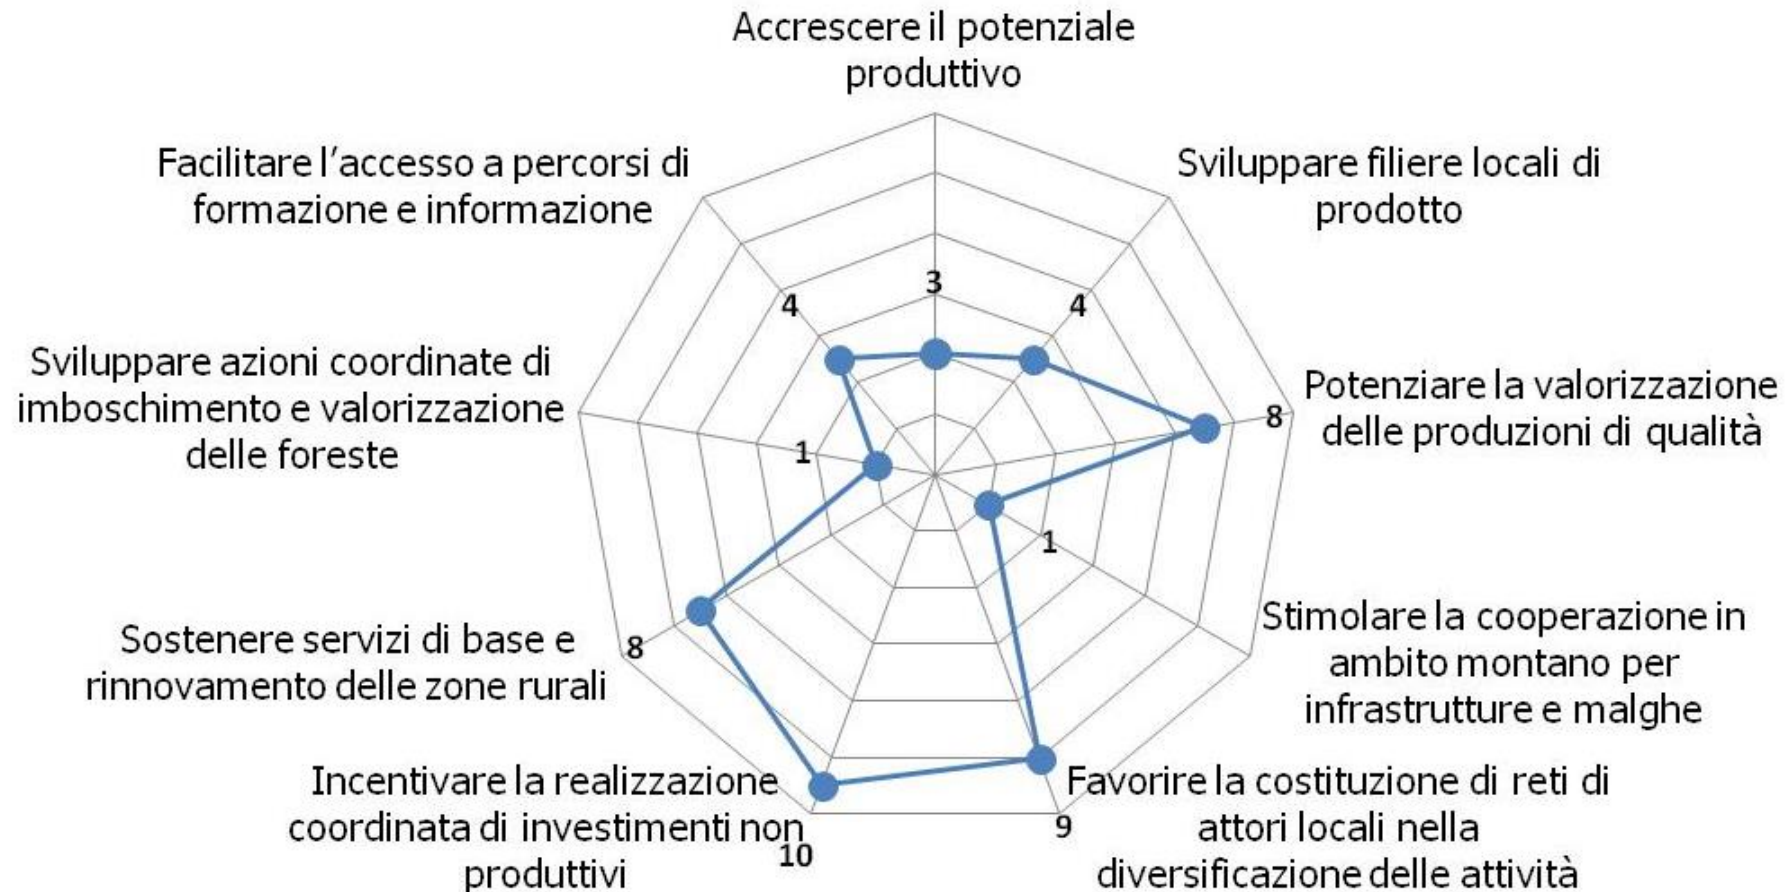 Accrescere il potenziale
produttivo
Sviluppare filiere locali di
prodotto
Potenziare la valorizzazione
delle produzioni di qualità
Stimolare la cooperazione in
ambito montano per
infrastrutture e malghe
Favorire la costituzione di reti di
attori locali nella
diversificazione delle attività
Incentivare la realizzazione
coordinata di investimenti non
produttivi
Sostenere servizi di base e
rinnovamento delle zone rurali
Sviluppare azioni coordinate di
imboschimento e valorizzazione
delle foreste
Facilitare l'accesso a percorsi di
formazione e informazione
3
4
8
1
9
10
8
1
4